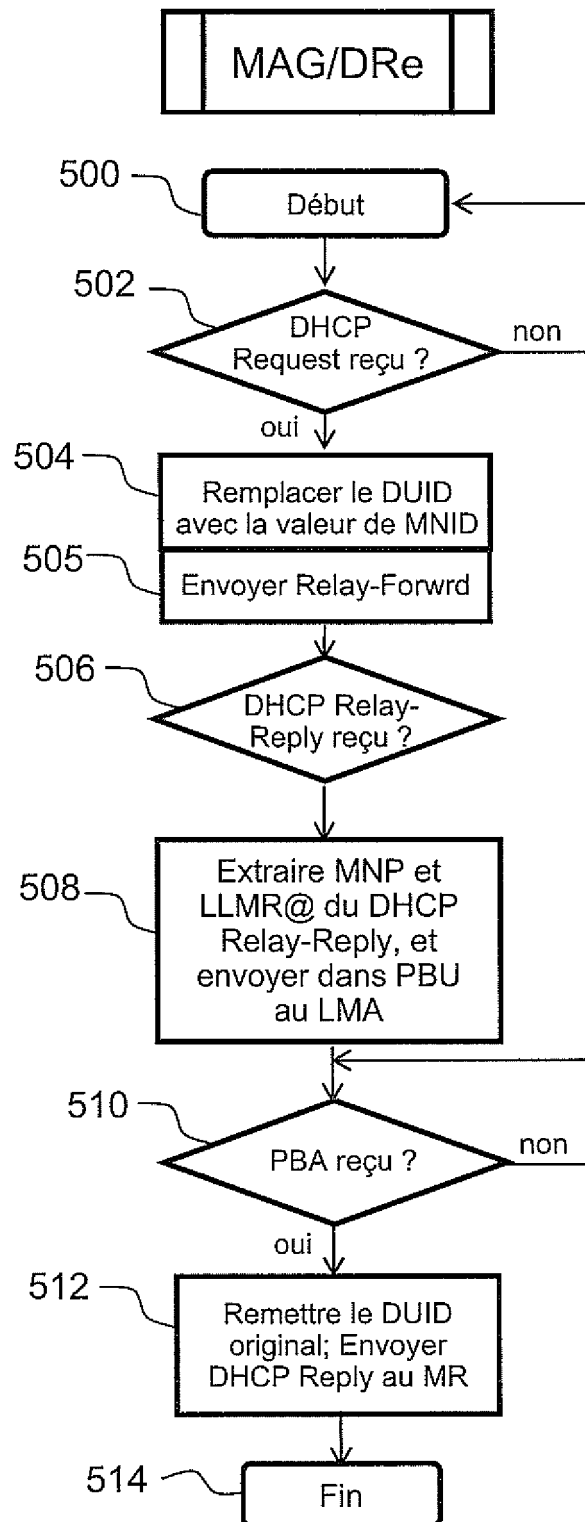 MAG/DRe
500
Début
502
DHCP
Request reçu ?
non
oui
504
Remplacer le DUID
avec la valeur de MNID
505
Envoyer Relay-Forwrd
506
DHCP Relay-
Reply reçu ?
508
Extraire MNP et
LLMR@ du DHCP
Relay-Reply, et
envoyer dans PBU
au LMA
510
PBA reçu ?
non
oui
512
Remettre le DUID
original; Envoyer
DHCP Reply au MR
514
Fin